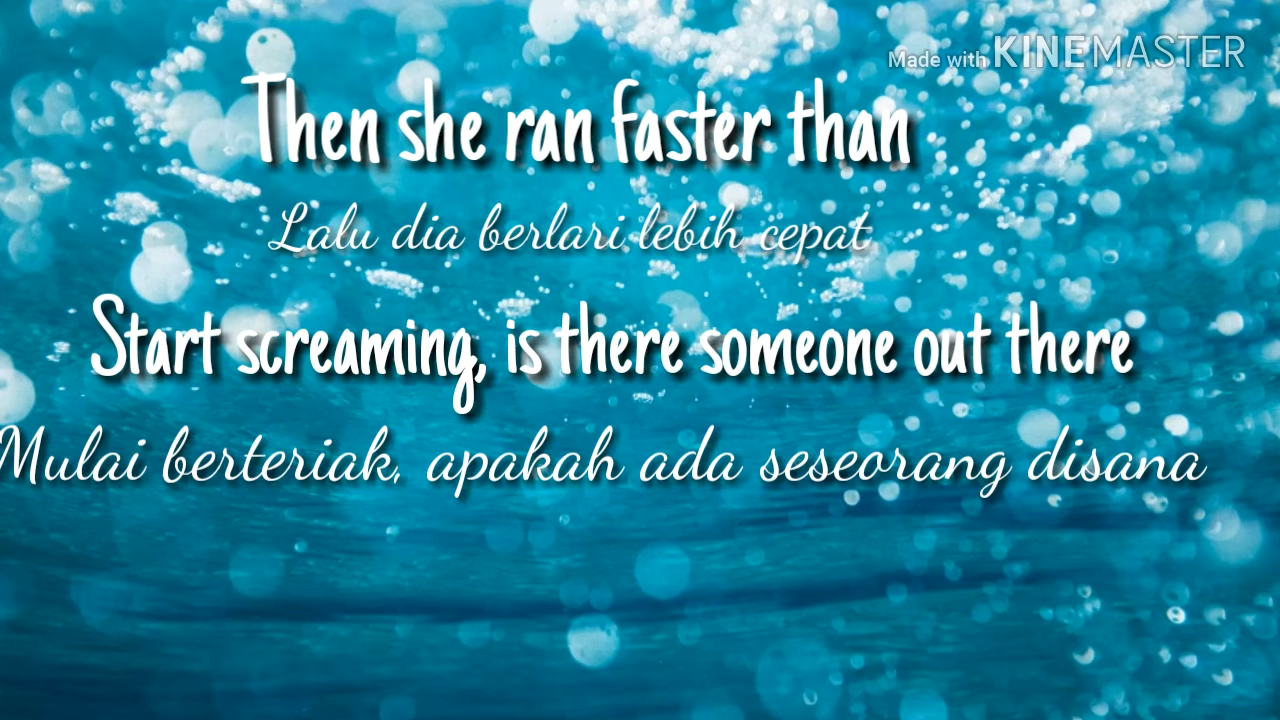 Made with KINEMASTER
Then she ran faster than
Lalu dia berlari lebih cepat
Start screaming, is there someone out there
Mulai berteriak, apakah ada seseorang disana